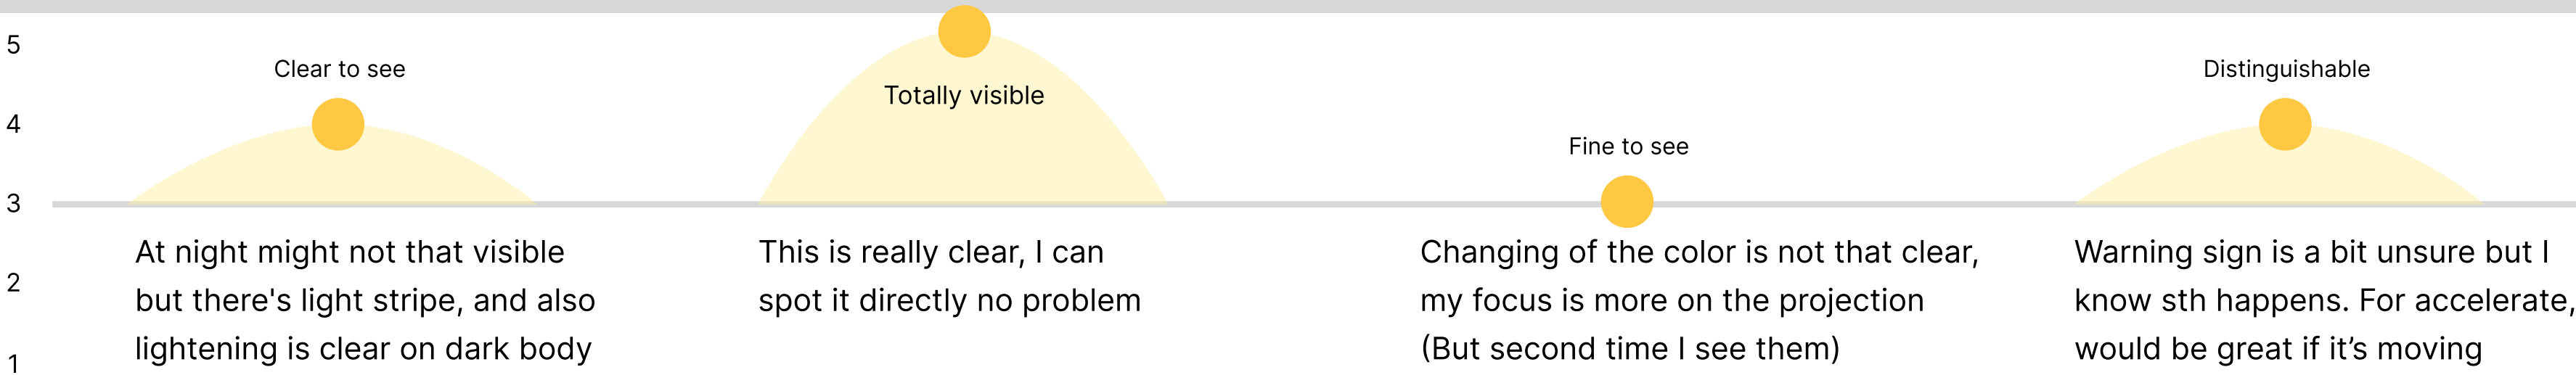 5
4
3
2
1
Clear to see
At night might not that visible
but there's light stripe, and also
lightening is clear on dark body
Totally visible
This is really clear, I can
spot it directly no problem
Fine to see
Changing of the color is not that clear,
my focus is more on the projection
(But second time I see them)
Distinguishable
Warning sign is a bit unsure but I
know sth happens. For accelerate,
would be great if it’s moving